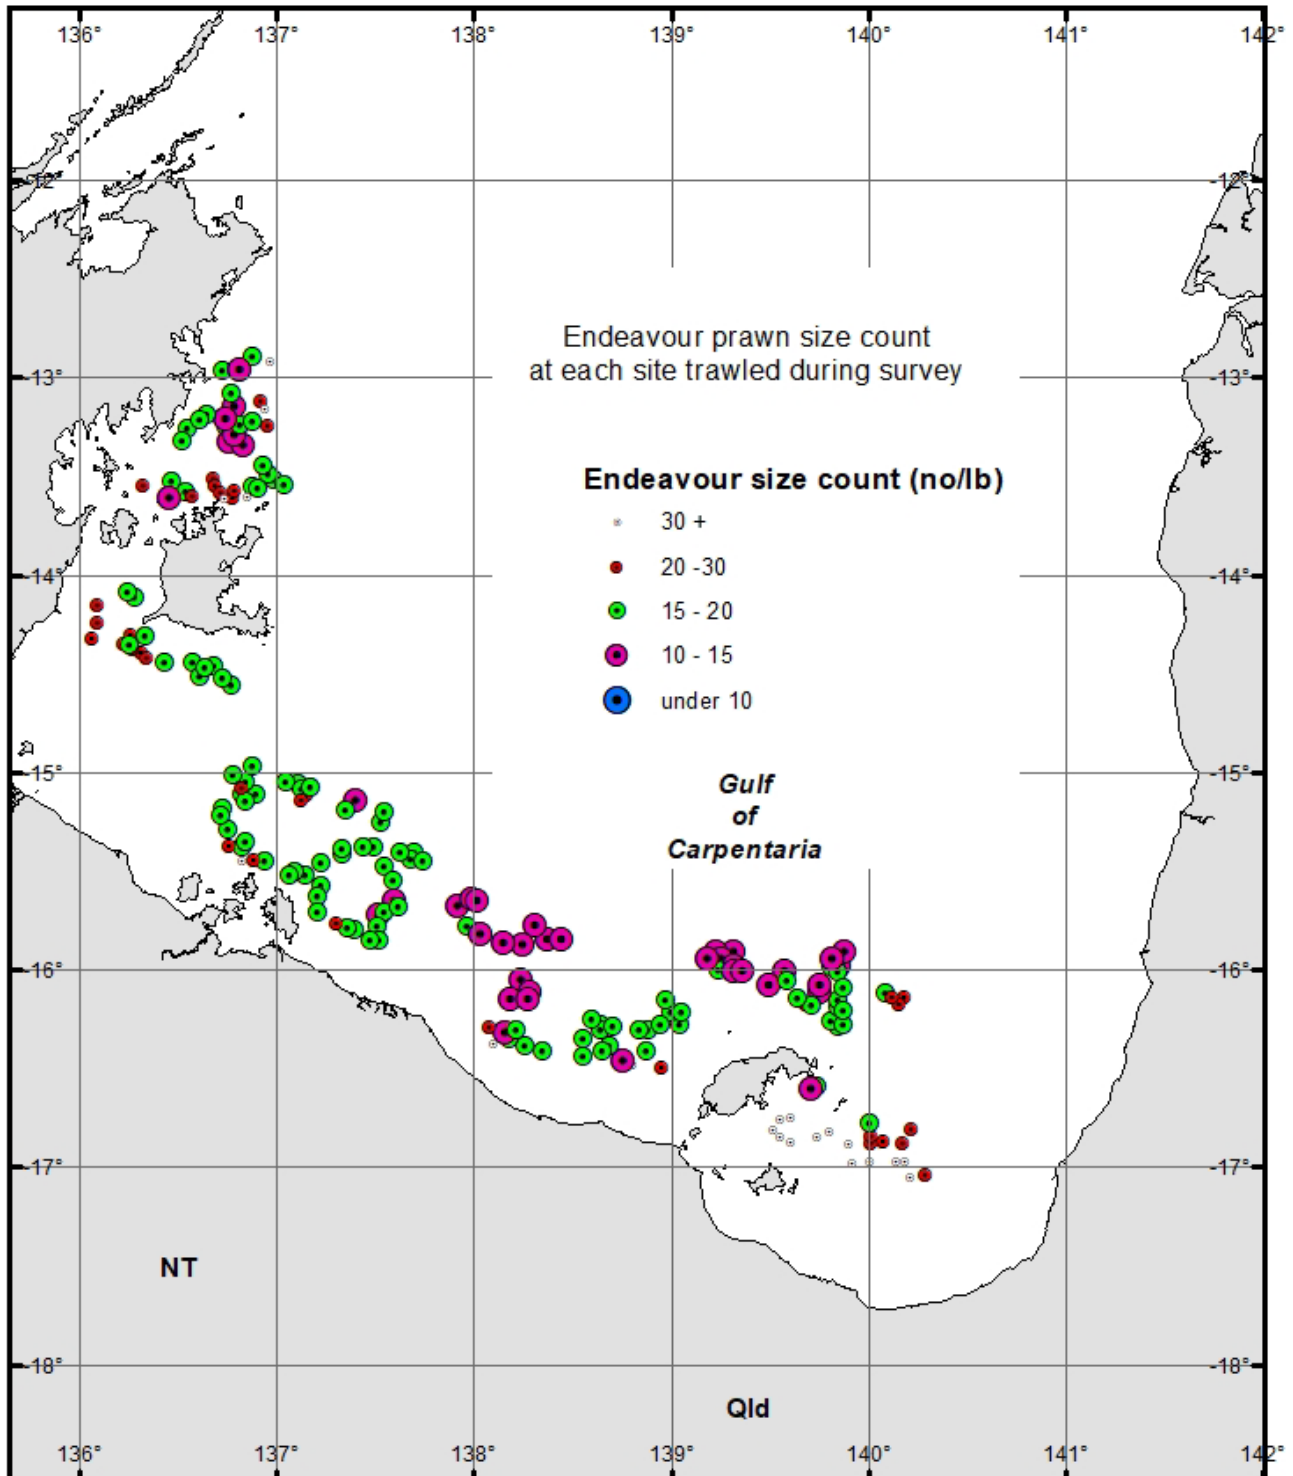 136° 137° 138° 139° 140° 141° 142°
-12° -12°
Endeavour prawn size count
at each site trawled during survey
-13° -13°
Endeavour size count (no/lb)
30 +
20 -30
-14° -14°
15 - 20
10 - 15
under 10
-15° -15°
Gulf
of
Carpentaria
-16° -16°
-17° -17°
NT
-18° -18°
Qld
136° 137° 138° 139° 140° 141° 142°